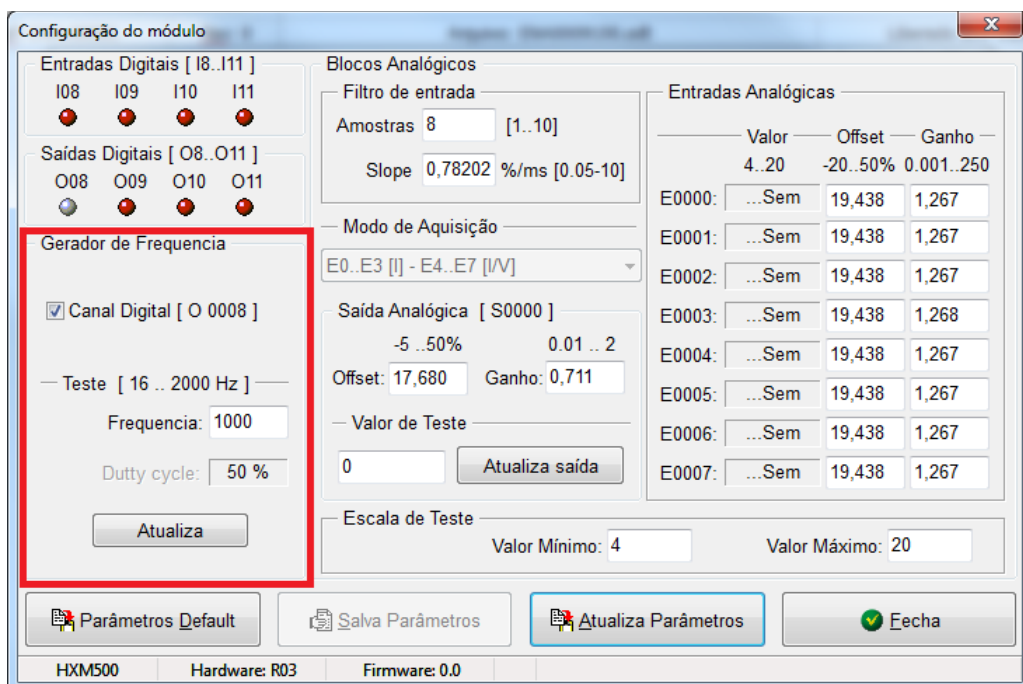 Configuração do módulo
Entradas Digitais [ I8..I11 ]
I08 I09 I10 I11
Saídas Digitais [ O8..O11 ]
O08 O09 O10 O11
Gerador de Frequencia
Canal Digital [ O 0008 ]
Teste [ 16 .. 2000 Hz ]
Frequencia: 1000
Dutty cycle: 50 %
Atualiza
Blocos Analógicos
Filtro de entrada
Amostras 8 [1..10]
Slope 0,78202 %/ms [0.05-10]
Modo de Aquisição
E0..E3 [I] - E4..E7 [I/V]
Saída Analógica [ S0000 ]
-5 ..50% 0.01 .. 2
Offset: 17,680 Ganho: 0,711
Valor de Teste
0 Atualiza saída
Entradas Analógicas
Valor Offset Ganho
4..20 -20..50% 0.001..250
E0000: ...Sem 19,438 1,267
E0001: ...Sem 19,438 1,267
E0002: ...Sem 19,438 1,267
E0003: ...Sem 19,438 1,268
E0004: ...Sem 19,438 1,267
E0005: ...Sem 19,438 1,267
E0006: ...Sem 19,438 1,267
E0007: ...Sem 19,438 1,267
Escala de Teste
Valor Mínimo: 4 Valor Máximo: 20
Parâmetros Default Salva Parâmetros Atualiza Parâmetros Fecha
HXM500 Hardware: R03 Firmware: 0.0